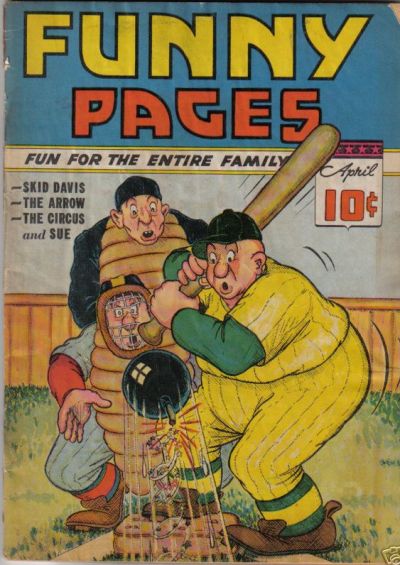 FUNNY
PAGES
FUN FOR THE ENTIRE FAMILY
April
10¢
—SKID DAVIS
—THE ARROW
—THE CIRCUS
and SUE